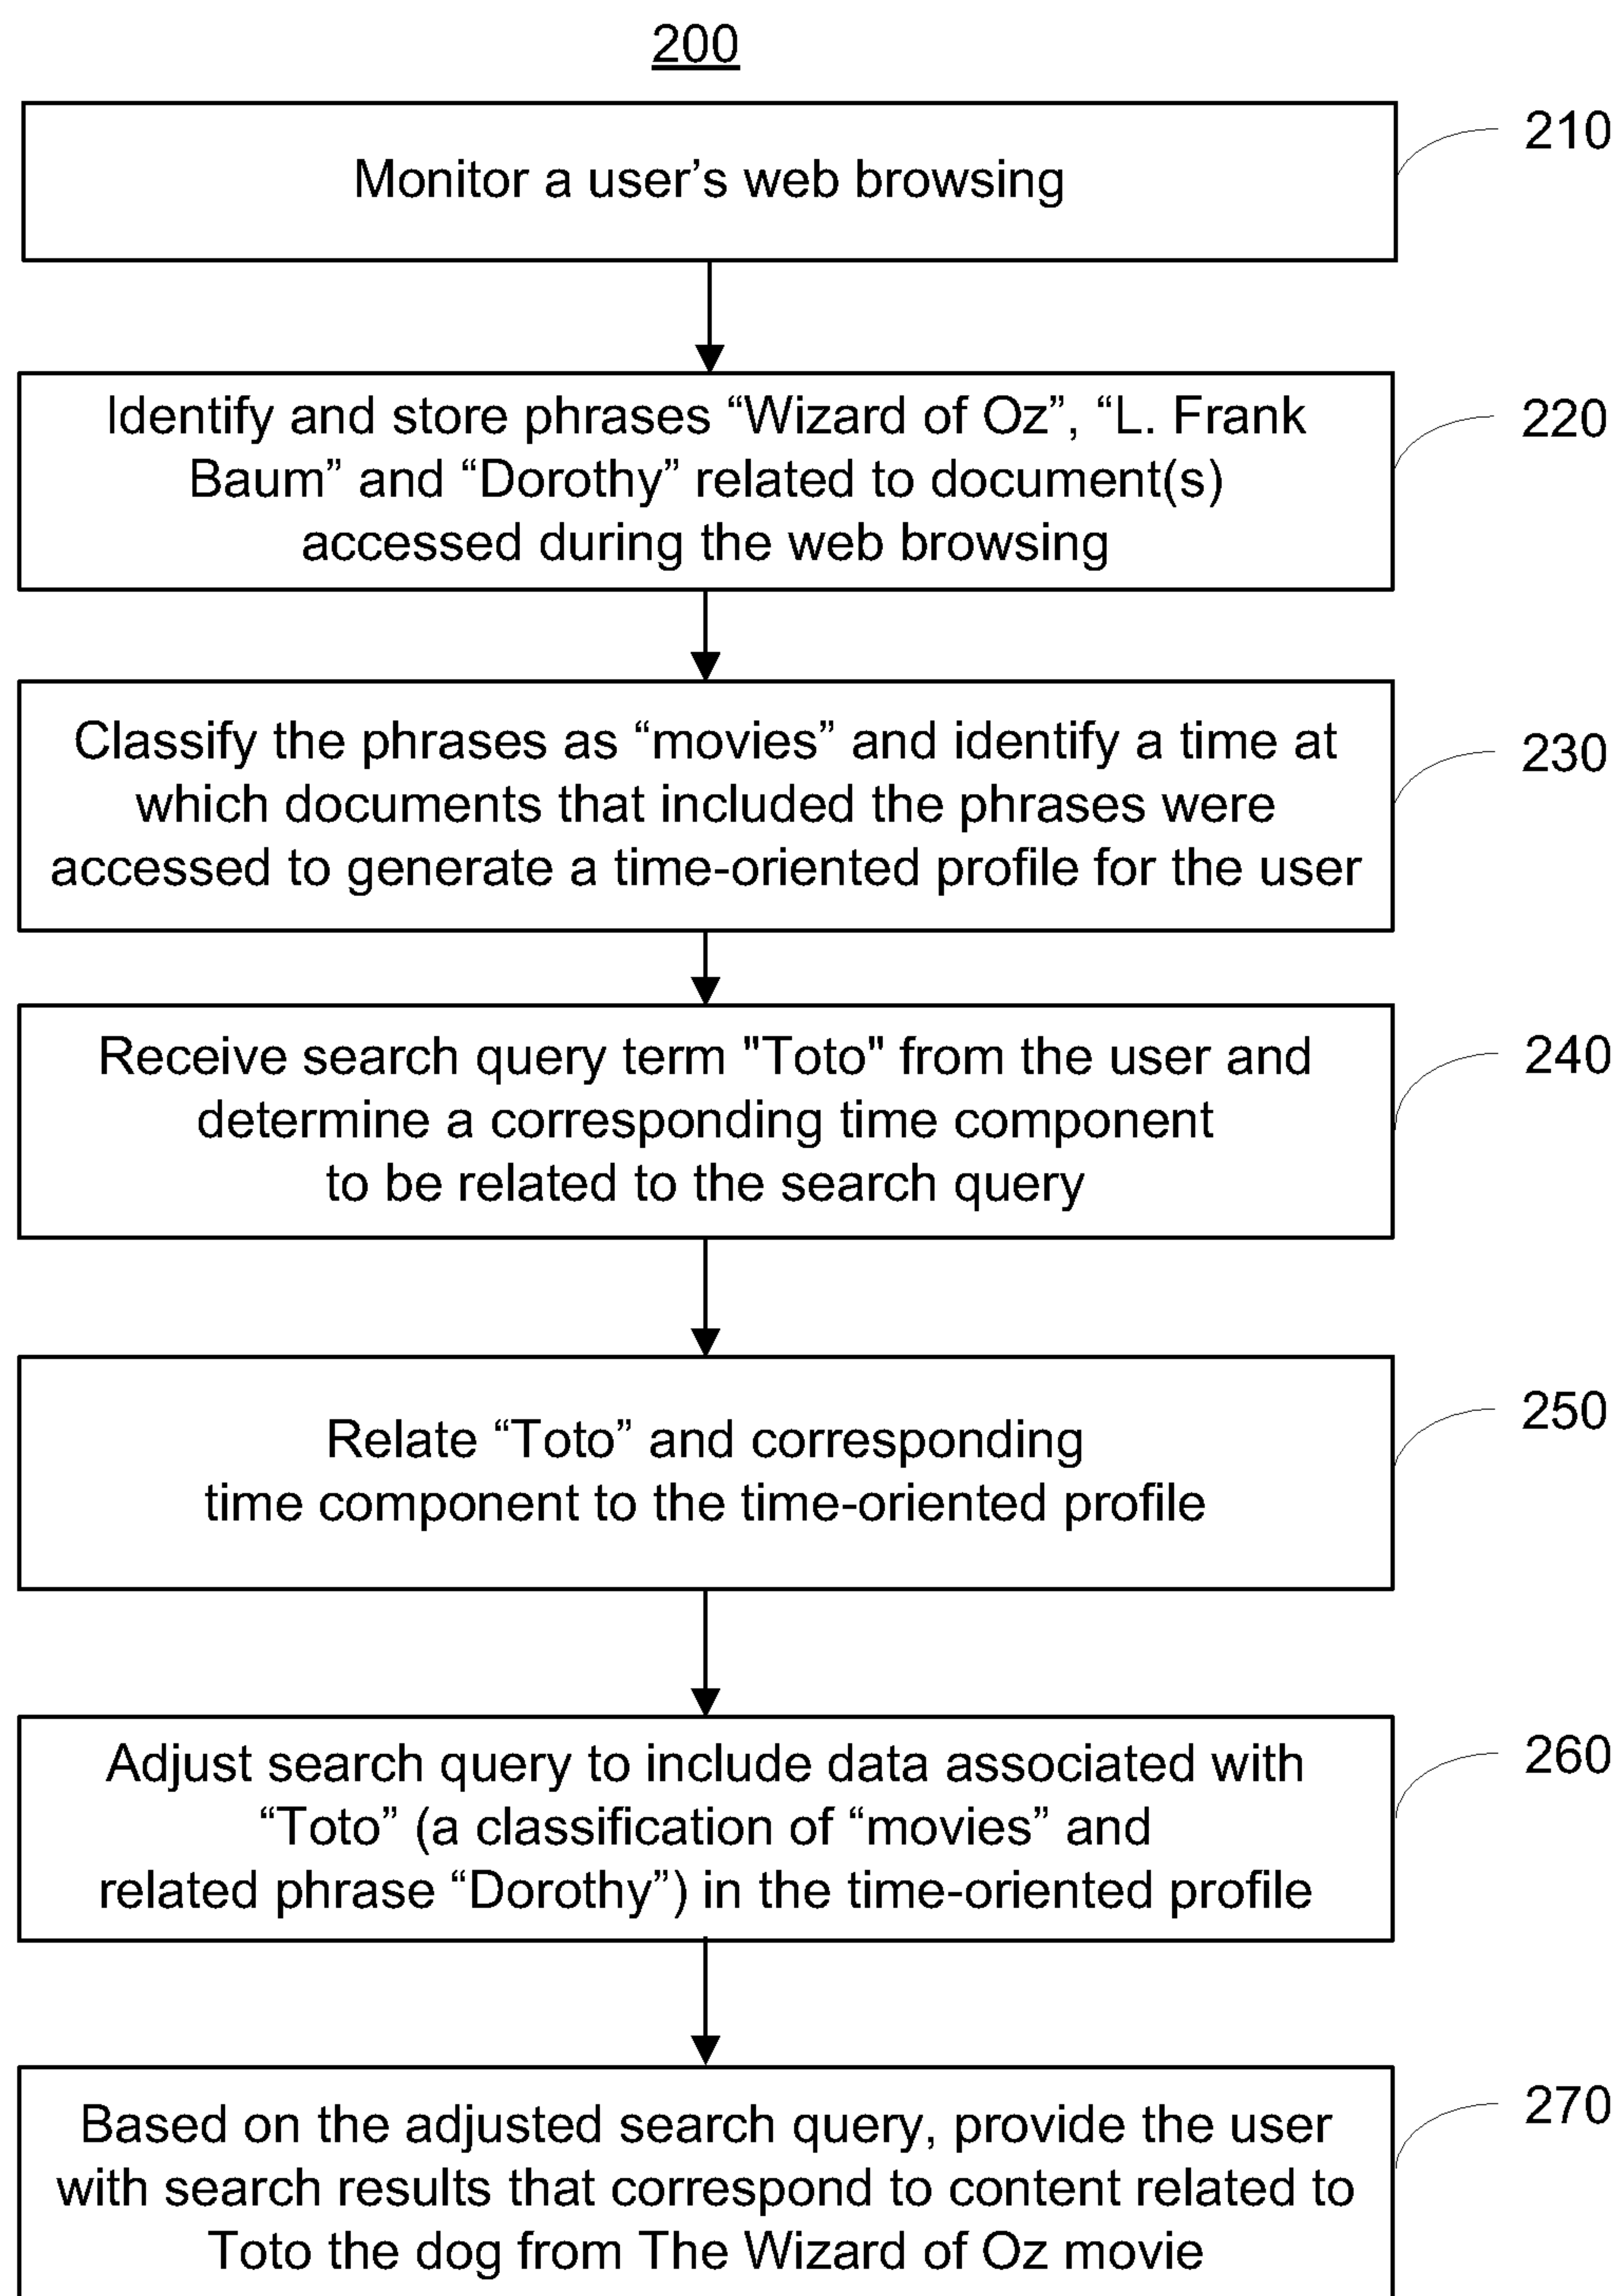 200
Monitor a user’s web browsing
210
Identify and store phrases “Wizard of Oz”, “L. Frank
Baum” and “Dorothy” related to document(s)
accessed during the web browsing
220
Classify the phrases as “movies” and identify a time at
which documents that included the phrases were
accessed to generate a time-oriented profile for the user
230
Receive search query term "Toto" from the user and
determine a corresponding time component
to be related to the search query
240
Relate “Toto” and corresponding
time component to the time-oriented profile
250
Adjust search query to include data associated with
“Toto” (a classification of “movies” and
related phrase “Dorothy”) in the time-oriented profile
260
Based on the adjusted search query, provide the user
with search results that correspond to content related to
Toto the dog from The Wizard of Oz movie
270